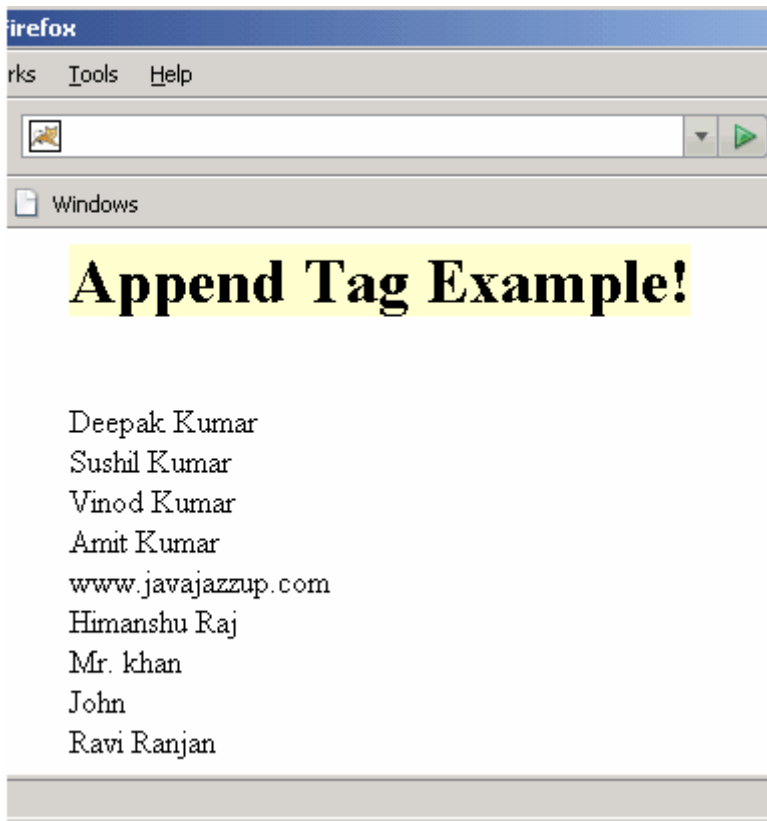 Firefox
rks Tools Help
Windows
Append Tag Example!
Deepak Kumar
Sushil Kumar
Vinod Kumar
Amit Kumar
www.javajazzup.com
Himanshu Raj
Mr. khan
John
Ravi Ranjan